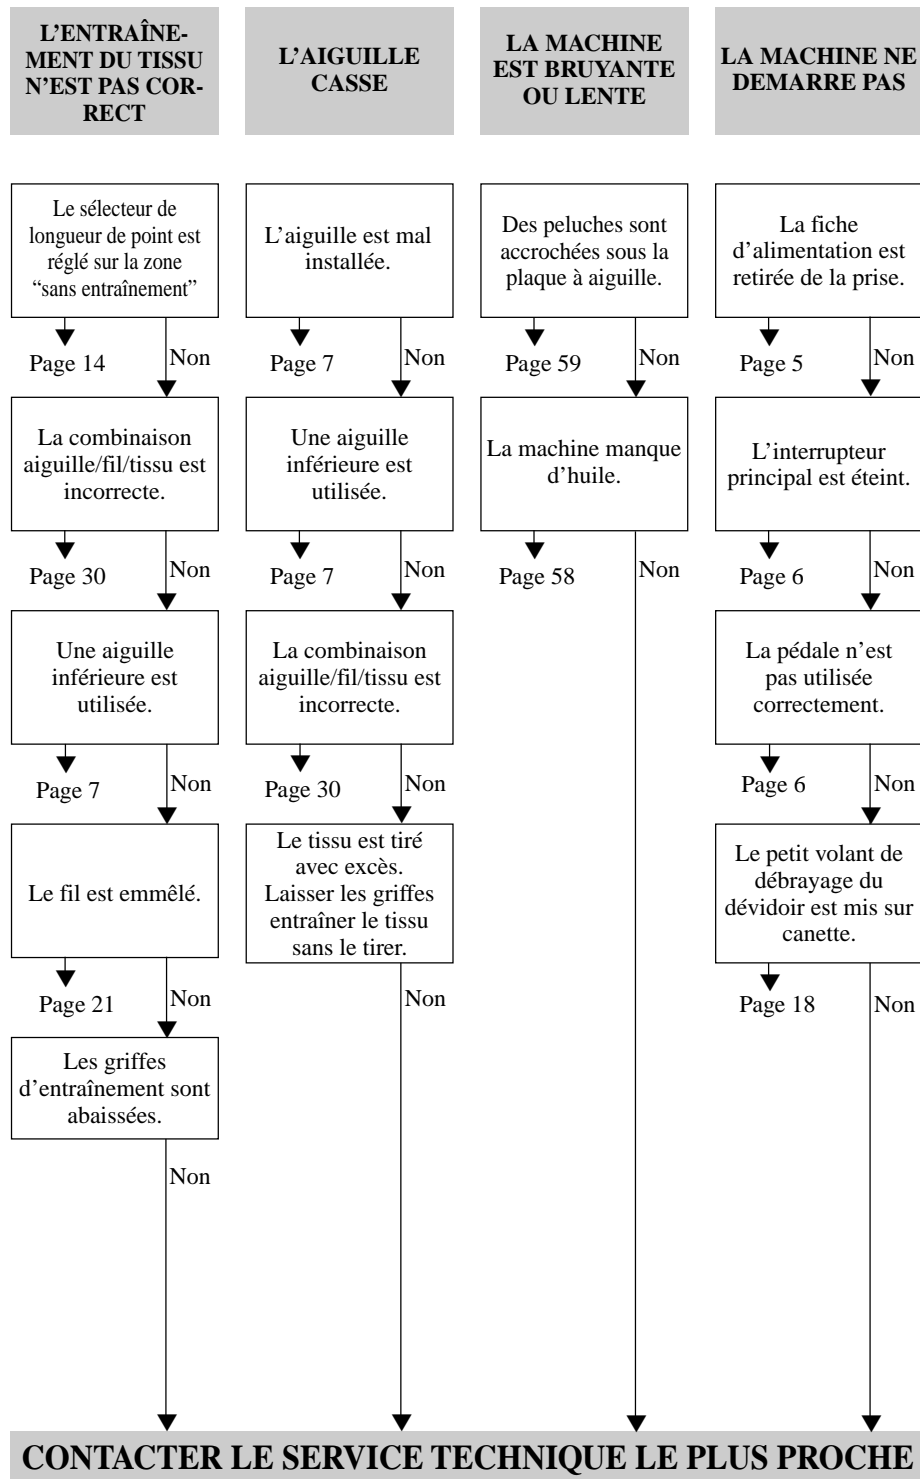 L'ENTRAÎNE-
MENT DU TISSU
N'EST PAS COR-
RECT
Le sélecteur de
longueur de point est
réglé sur la zone
“sans entraînement”
Page 14
Non
La combinaison
aiguille/fil/tissu est
incorrecte.
Page 30
Non
Une aiguille
inférieure est
utilisée.
Page 7
Non
Le fil est emmêlé.
Page 21
Non
Les griffes
d'entraînement sont
abaissées.
Non
L'AIGUILLE
CASSE
L'aiguille est mal
installée.
Page 7
Non
Une aiguille
inférieure est
utilisée.
Page 7
Non
La combinaison
aiguille/fil/tissu est
incorrecte.
Page 30
Non
Le tissu est tiré
avec excès.
Laisser les griffes
entraîner le tissu
sans le tirer.
Non
LA MACHINE
EST BRUYANTE
OU LENTE
Des peluches sont
accrochées sous la
plaque à aiguille.
Page 59
Non
La machine manque
d'huile.
Page 58
Non
LA MACHINE NE
DEMARRE PAS
La fiche
d'alimentation est
retirée de la prise.
Page 5
Non
L'interrupteur
principal est éteint.
Page 6
Non
La pédale n'est
pas utilisée
correctement.
Page 6
Non
Le petit volant de
débrayage du
dévidoir est mis sur
canette.
Page 18
Non
CONTACTER LE SERVICE TECHNIQUE LE PLUS PROCHE